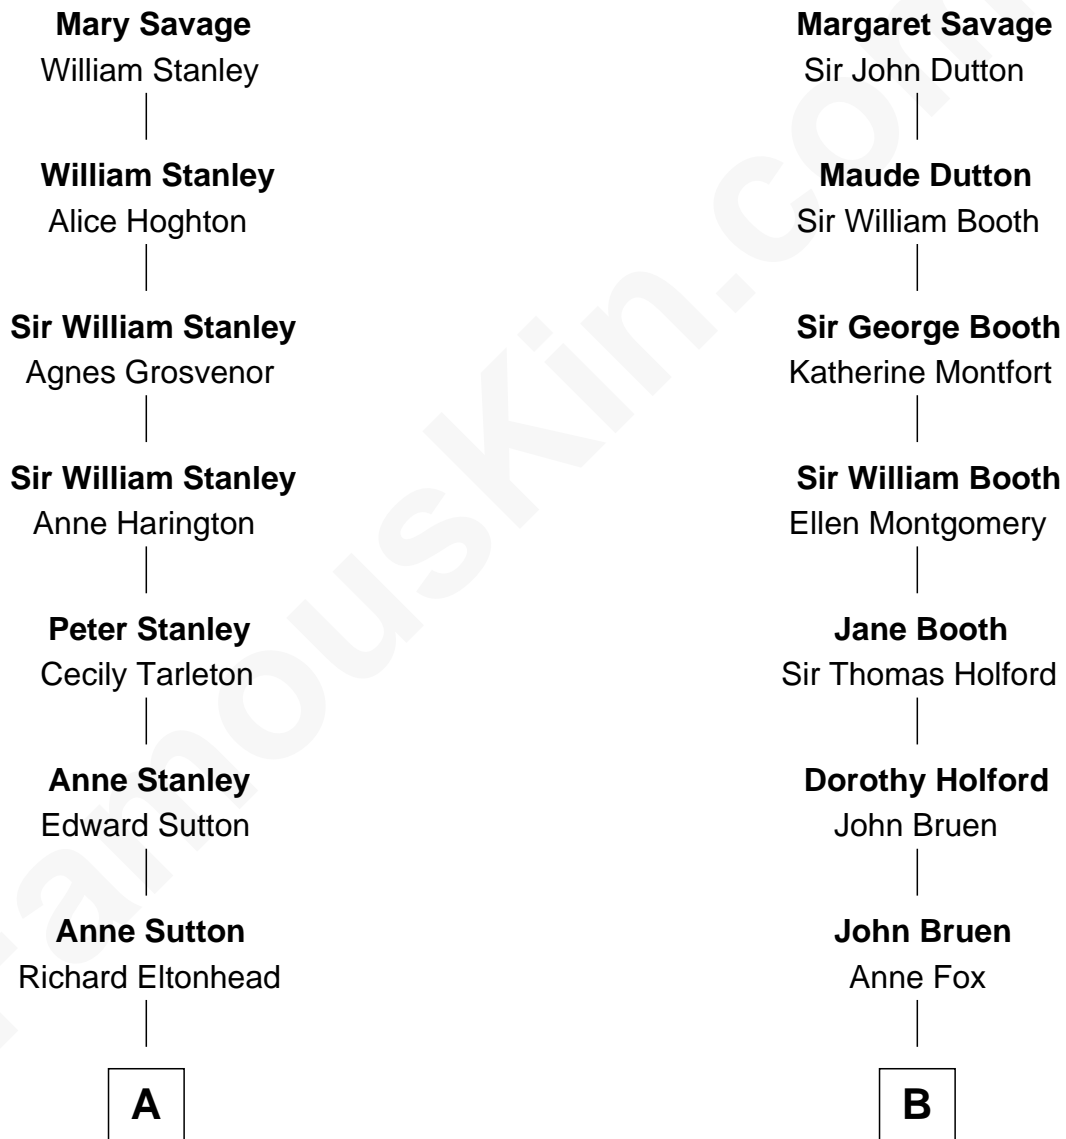 Mary Savage
William Stanley
William Stanley
Alice Hoghton
Sir William Stanley
Agnes Grosvenor
Sir William Stanley
Anne Harington
Peter Stanley
Cecily Tarleton
Anne Stanley
Edward Sutton
Anne Sutton
Richard Eltonhead
A
Margaret Savage
Sir John Dutton
Maude Dutton
Sir William Booth
Sir George Booth
Katherine Montfort
Sir William Booth
Ellen Montgomery
Jane Booth
Sir Thomas Holford
Dorothy Holford
John Bruen
John Bruen
Anne Fox
B
FamousKin.com